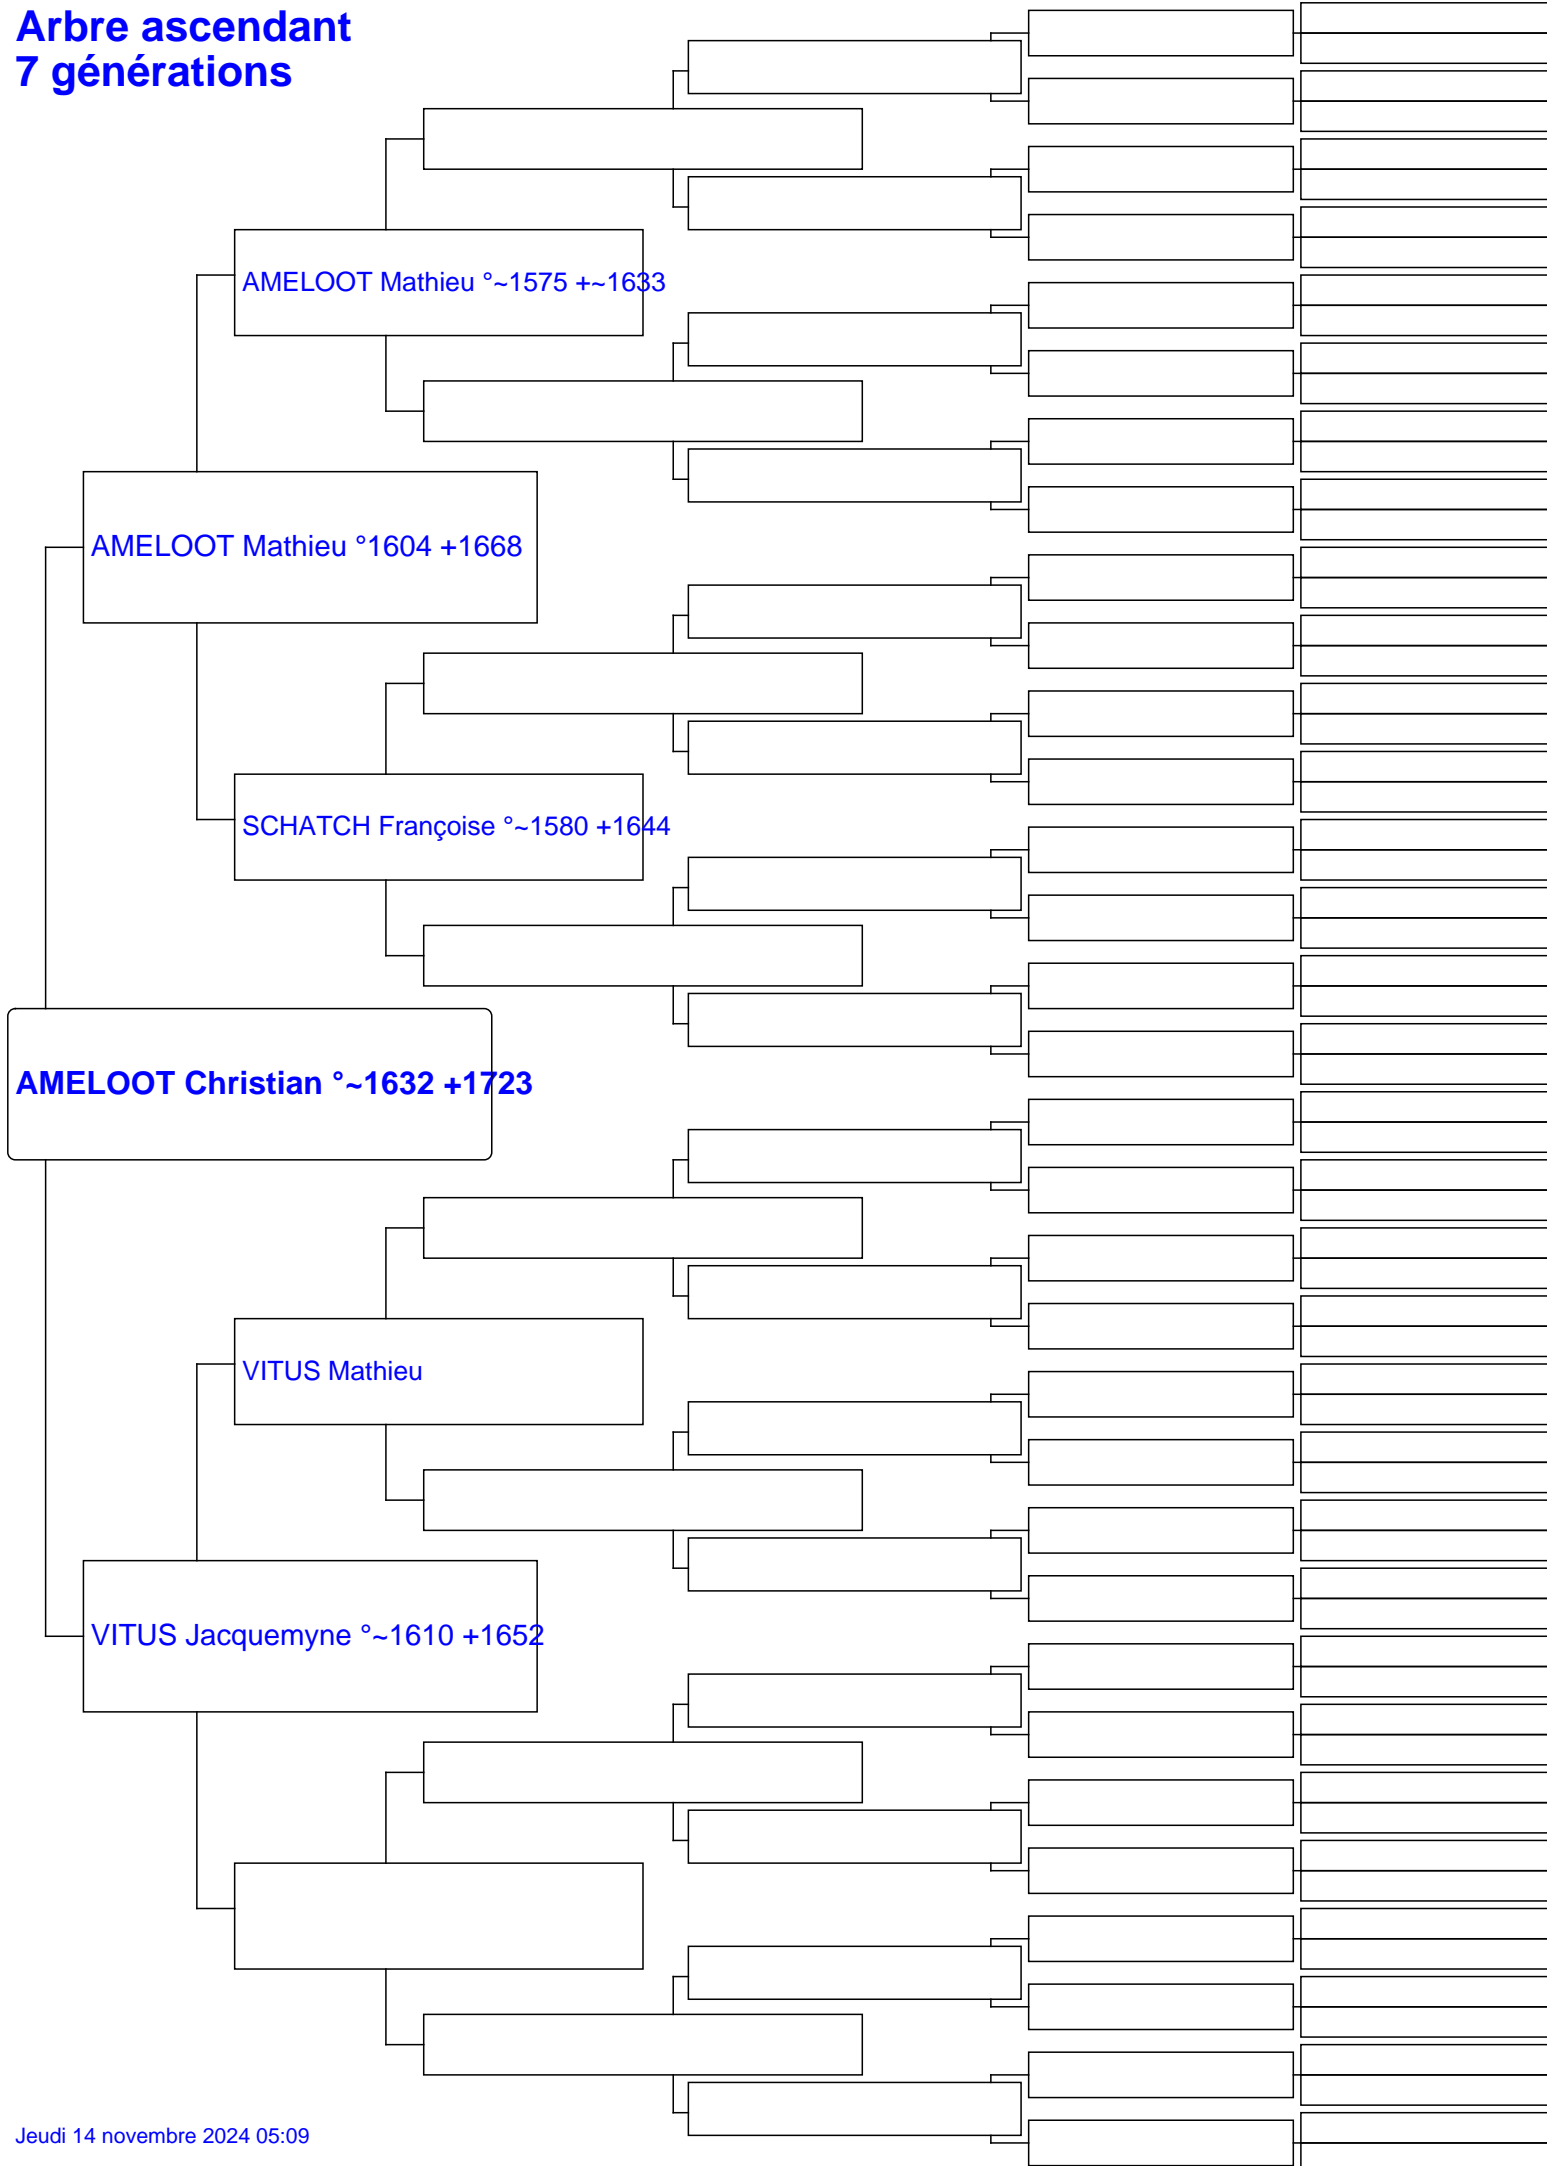 Arbre ascendant
7 générations
AMELOOT Mathieu °~1575 +~1633
AMELOOT Mathieu °1604 +1668
SCHATCH Françoise °~1580 +1644
AMELOOT Christian °~1632 +1723
VITUS Mathieu
VITUS Jacquemyne °~1610 +1652
Jeudi 14 novembre 2024 05:09